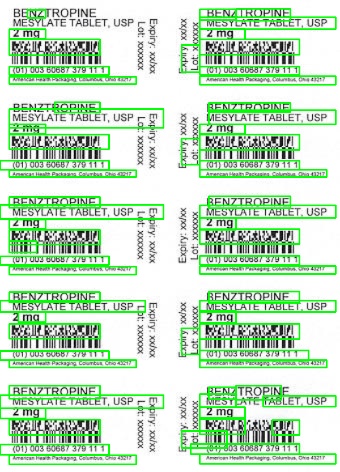 BENZTROPINE
MESYLATE TABLET, USP
2 mg
(01) 003 60687 379 11 1
American Health Packaging, Columbus, Ohio 43217
Lot: xxxxxx
Expiry: xx/xx
BENZTROPINE
MESYLATE TABLET, USP
2 mg
(01) 003 60687 379 11 1
American Health Packaging, Columbus, Ohio 43217
Expiry: xx/xx
Lot: xxxxxx
BENZTROPINE
MESYLATE TABLET, USP
2 mg
(01) 003 60687 379 11 1
American Health Packaging, Columbus, Ohio 43217
Lot: xxxxxx
Expiry: xx/xx
BENZTROPINE
MESYLATE TABLET, USP
2 mg
(01) 003 60687 379 11 1
American Health Packaging, Columbus, Ohio 43217
Expiry: xx/xx
Lot: xxxxxx
BENZTROPINE
MESYLATE TABLET, USP
2 mg
(01) 003 60687 379 11 1
American Health Packaging, Columbus, Ohio 43217
Lot: xxxxxx
Expiry: xx/xx
BENZTROPINE
MESYLATE TABLET, USP
2 mg
(01) 003 60687 379 11 1
American Health Packaging, Columbus, Ohio 43217
Expiry: xx/xx
Lot: xxxxxx
BENZTROPINE
MESYLATE TABLET, USP
2 mg
(01) 003 60687 379 11 1
American Health Packaging, Columbus, Ohio 43217
Lot: xxxxxx
Expiry: xx/xx
BENZTROPINE
MESYLATE TABLET, USP
2 mg
(01) 003 60687 379 11 1
American Health Packaging, Columbus, Ohio 43217
Expiry: xx/xx
Lot: xxxxxx
BENZTROPINE
MESYLATE TABLET, USP
2 mg
(01) 003 60687 379 11 1
American Health Packaging, Columbus, Ohio 43217
Lot: xxxxxx
Expiry: xx/xx
BENZTROPINE
MESYLATE TABLET, USP
2 mg
(01) 003 60687 379 11 1
American Health Packaging, Columbus, Ohio 43217
Expiry: xx/xx
Lot: xxxxxx